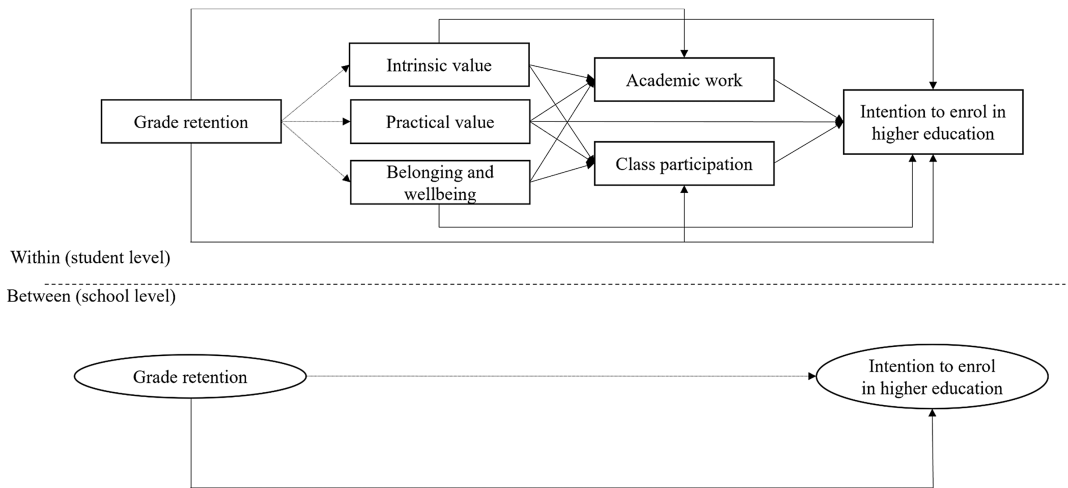 Intrinsic value
Academic work
Grade retention
Practical value
Intention to enrol in
higher education
Belonging and
wellbeing
Class participation
Within (student level)
Between (school level)
Grade retention
Intention to enrol
in higher education